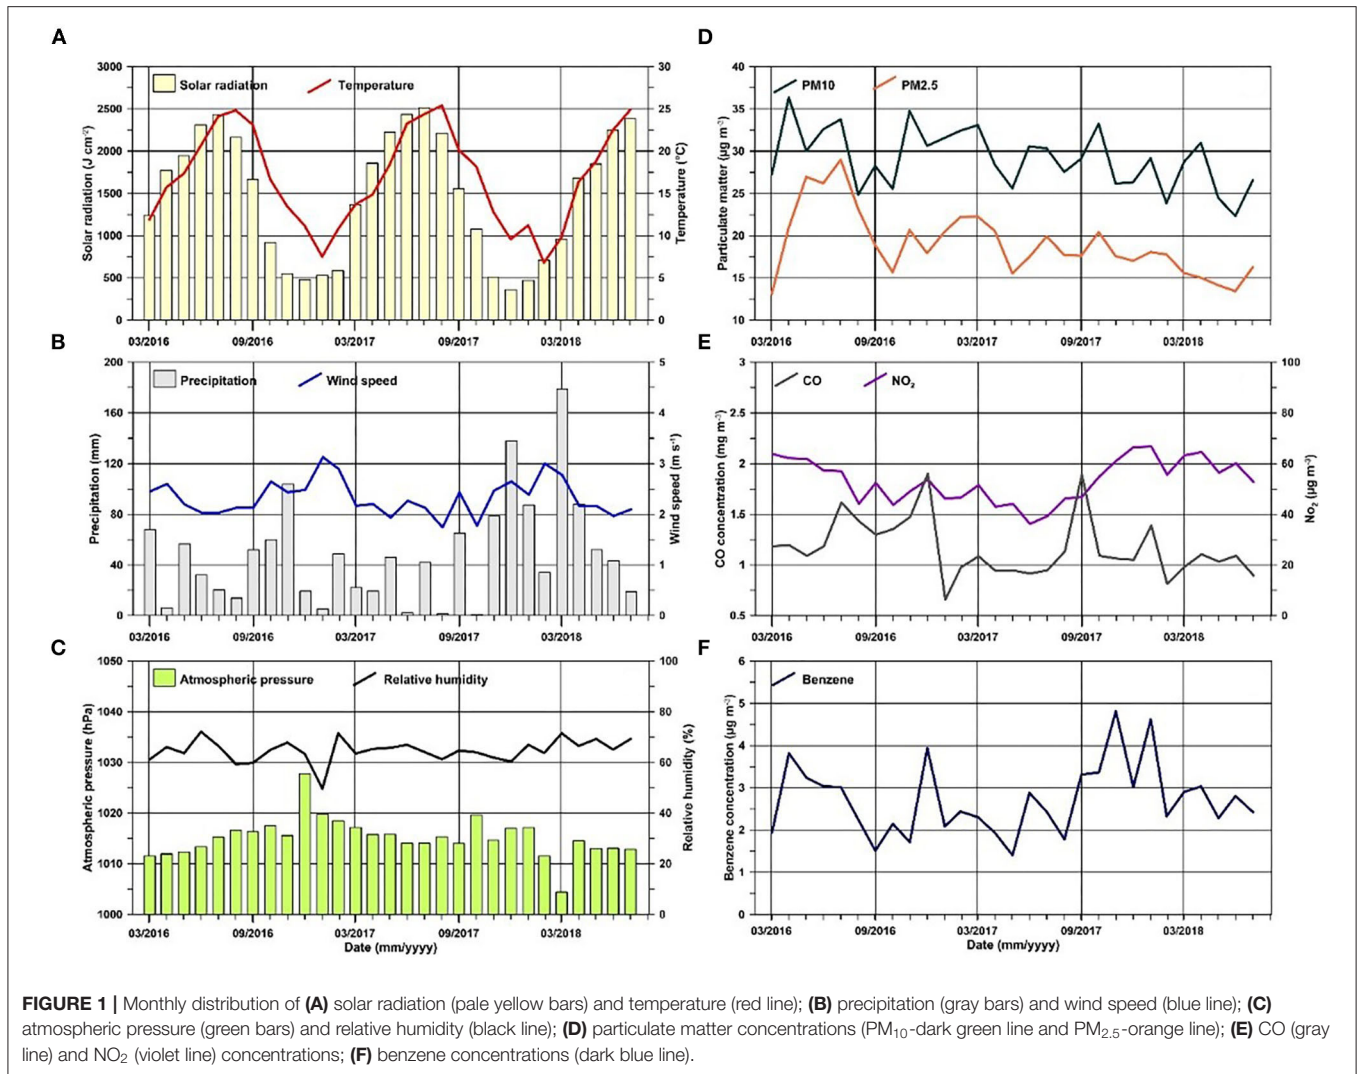 A
Solar radiation
Temperature
Solar radiation (J cm⁻²)
Temperature (°C)
3000
2500
2000
1500
1000
500
0
30
25
20
15
10
5
0
03/2016 09/2016 03/2017 09/2017 03/2018
B
Precipitation
Wind speed
Precipitation (mm)
Wind speed (m s⁻¹)
200
160
120
80
40
0
5
4
3
2
1
0
03/2016 09/2016 03/2017 09/2017 03/2018
C
Atmospheric pressure
Relative humidity
Atmospheric pressure (hPa)
Relative humidity (%)
1050
1040
1030
1020
1010
1000
100
80
60
40
20
0
03/2016 09/2016 03/2017 09/2017 03/2018
Date (mm/yyyy)
D
PM10
PM2.5
Particulate matter (µg m⁻³)
40
35
30
25
20
15
10
03/2016 09/2016 03/2017 09/2017 03/2018
E
CO
NO₂
CO concentration (mg m⁻³)
No₂ (µg m⁻³)
3
2.5
2
1.5
1
0.5
100
80
60
40
20
0
03/2016 09/2016 03/2017 09/2017 03/2018
F
Benzene
Benzene concentration (µg m⁻³)
6
5
4
3
2
1
0
03/2016 09/2016 03/2017 09/2017 03/2018
Date (mm/yyyy)
FIGURE 1 | Monthly distribution of (A) solar radiation (pale yellow bars) and temperature (red line); (B) precipitation (gray bars) and wind speed (blue line); (C)
atmospheric pressure (green bars) and relative humidity (black line); (D) particulate matter concentrations (PM₁₀-dark green line and PM₂.₅-orange line); (E) CO (gray
line) and NO₂ (violet line) concentrations; (F) benzene concentrations (dark blue line).